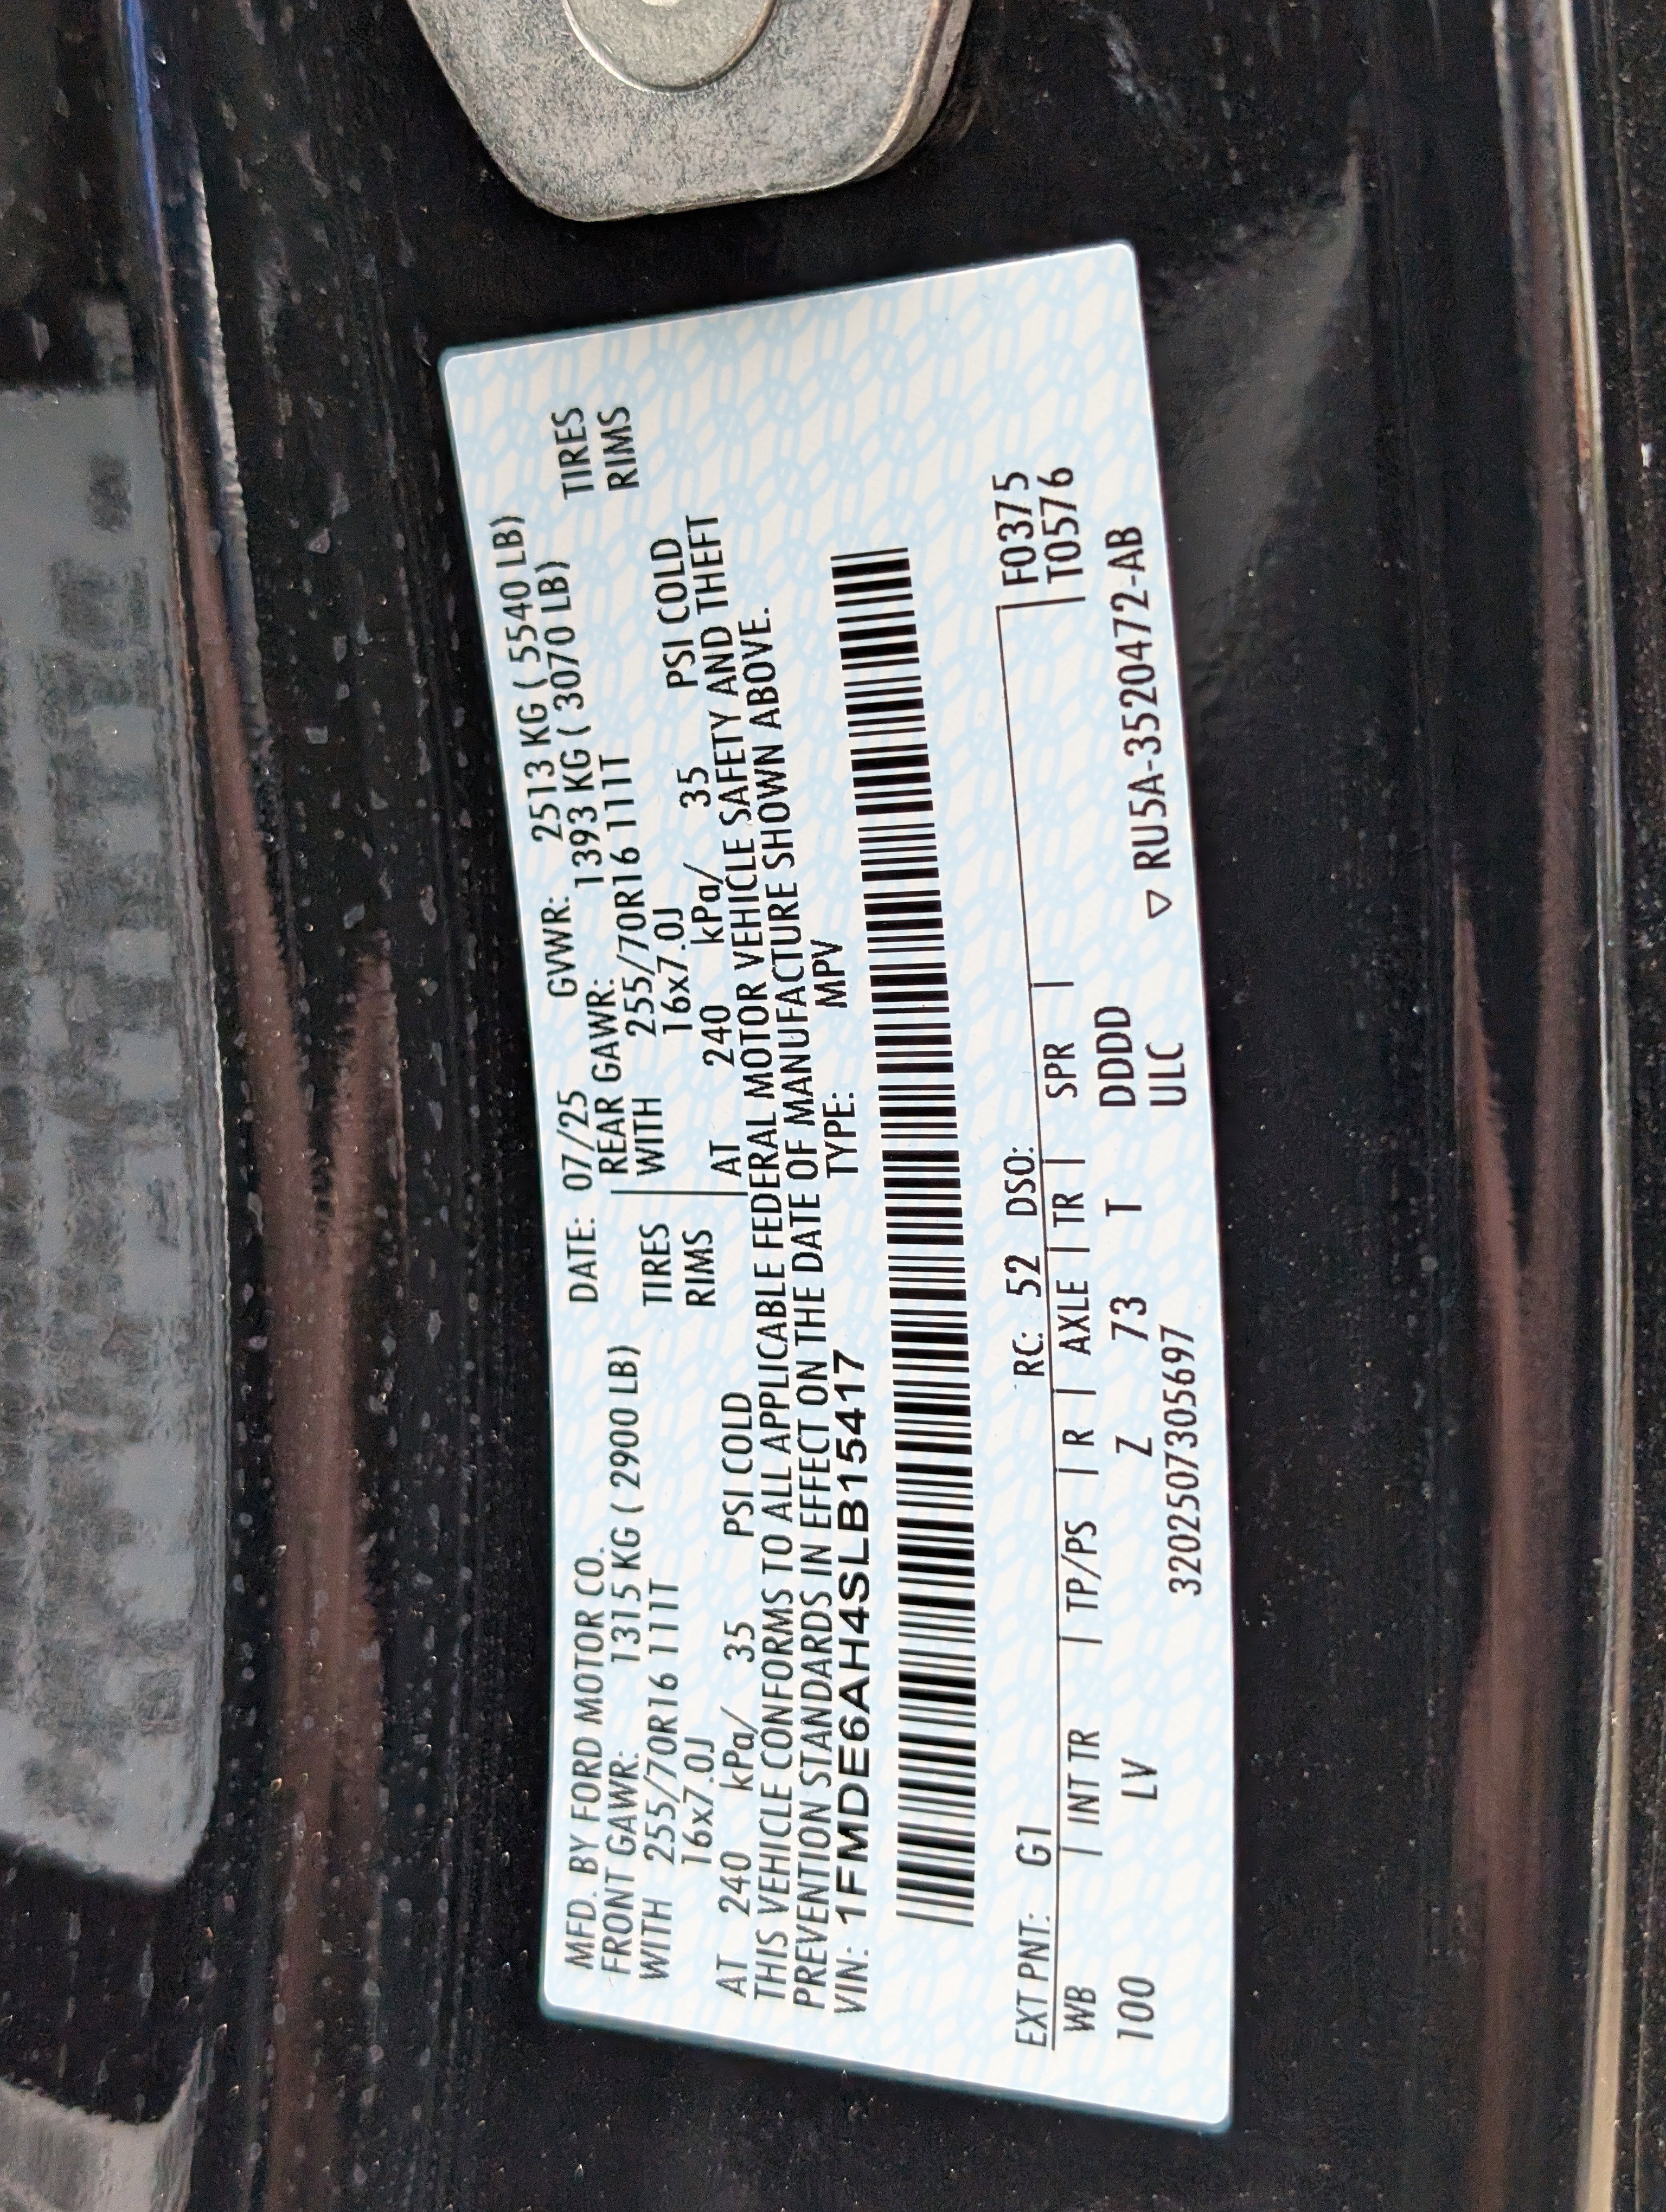 MFD. BY FORD MOTOR CO. DATE: 07/25 GVWR: 2513 KG ( 5540 LB)
FRONT GAWR: 1315 KG ( 2900 LB) REAR GAWR: 1393 KG ( 3070 LB)
WITH 255/70R16 111T TIRES WITH 255/70R16 111T TIRES
16x7.0J RIMS 16x7.0J RIMS
AT 240 kPa/ 35 PSI COLD AT 240 kPa/ 35 PSI COLD
THIS VEHICLE CONFORMS TO ALL APPLICABLE FEDERAL MOTOR VEHICLE SAFETY AND THEFT
PREVENTION STANDARDS IN EFFECT ON THE DATE OF MANUFACTURE SHOWN ABOVE.
VIN: 1FMDE6AH4SLB15417 TYPE: MPV
EXT PNT: G1 RC: 52 DSO: F0375
WB | INT TR | TP/PS | R | AXLE | TR | SPR | T0576
100 LV Z 73 T DDDD
3202507305697 ULC ▽ RU5A-3520472-AB